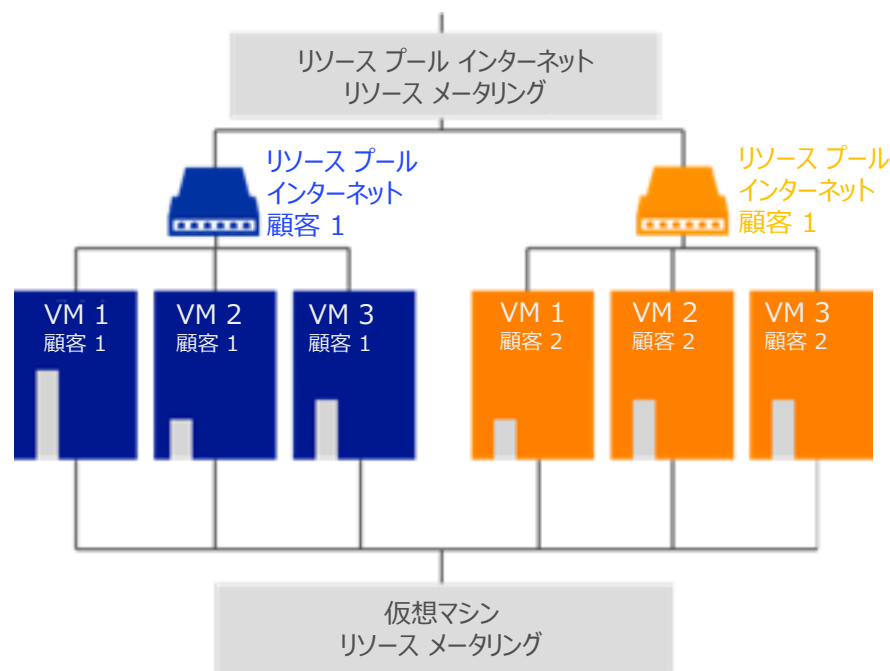 リソース プール インターネット
リソース メータリング
リソース プール
インターネット
顧客 1
リソース プール
インターネット
顧客 1
VM 1
顧客 1
VM 2
顧客 1
VM 3
顧客 1
VM 1
顧客 2
VM 2
顧客 2
VM 3
顧客 2
仮想マシン
リソース メータリング